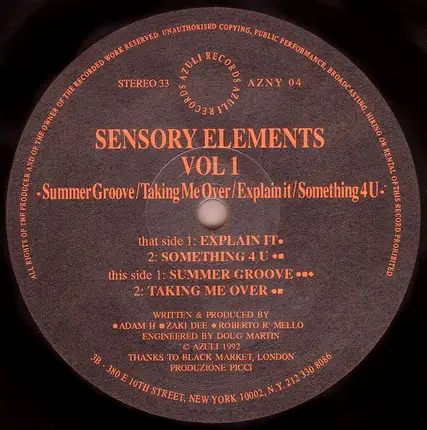 ALL RIGHTS OF THE PRODUCER AND OF THE OWNER OF THE RECORDED WORK RESERVED. UNAUTHORISED COPYING, PUBLIC PERFORMANCE, BROADCASTING, HIRING OR RENTAL OF THIS RECORD PROHIBITED
AZULI RECORDS AZULI RECORDS
STEREO 33
AZNY 04
SENSORY ELEMENTS
VOL 1
-Summer Groove/Taking Me Over/Explain it/Something 4 U-
that side 1: EXPLAIN IT●
2: SOMETHING 4 U ●■
this side 1: SUMMER GROOVE ●■◆
2: TAKING ME OVER ●■
WRITTEN & PRODUCED BY
●ADAM H ■ZAKI DEE ◆ROBERTO R' MELLO
ENGINEERED BY DOUG MARTIN
© AZULI 1992
THANKS TO BLACK MARKET, LONDON
PRODUZIONE PICCI
3B - 380 E 10TH STREET, NEW YORK 10002, N.Y, 212 330 8086